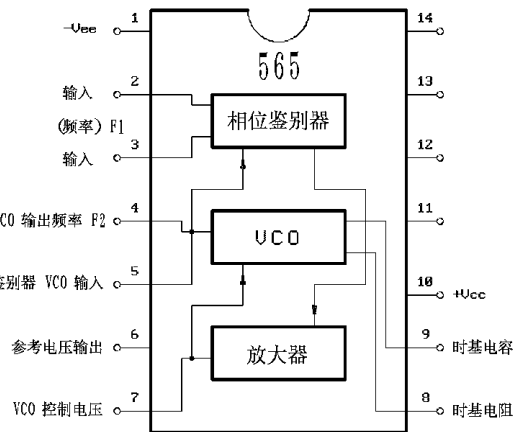 -Vee
1
14
565
2
输入
13
(频率) F1
相位鉴别器
3
输入
12
4
CO 输出频率 F2
11
VCO
5
鉴别器 VCO 输入
10
+Vcc
6
参考电压输出
放大器
9
时基电容
7
VCO 控制电压
8
时基电阻